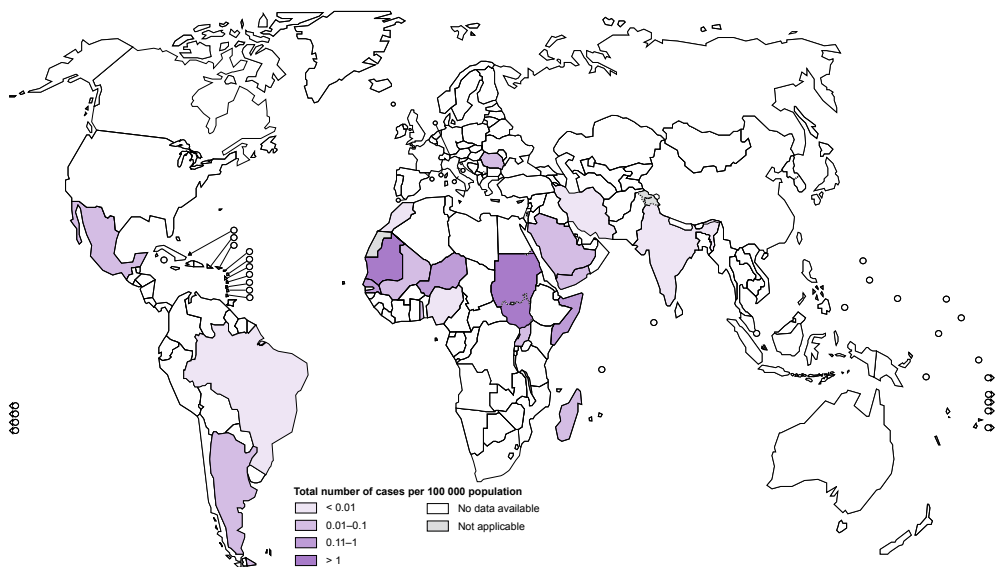 Total number of cases per 100 000 population
< 0.01
0.01–0.1
0.11–1
> 1
No data available
Not applicable